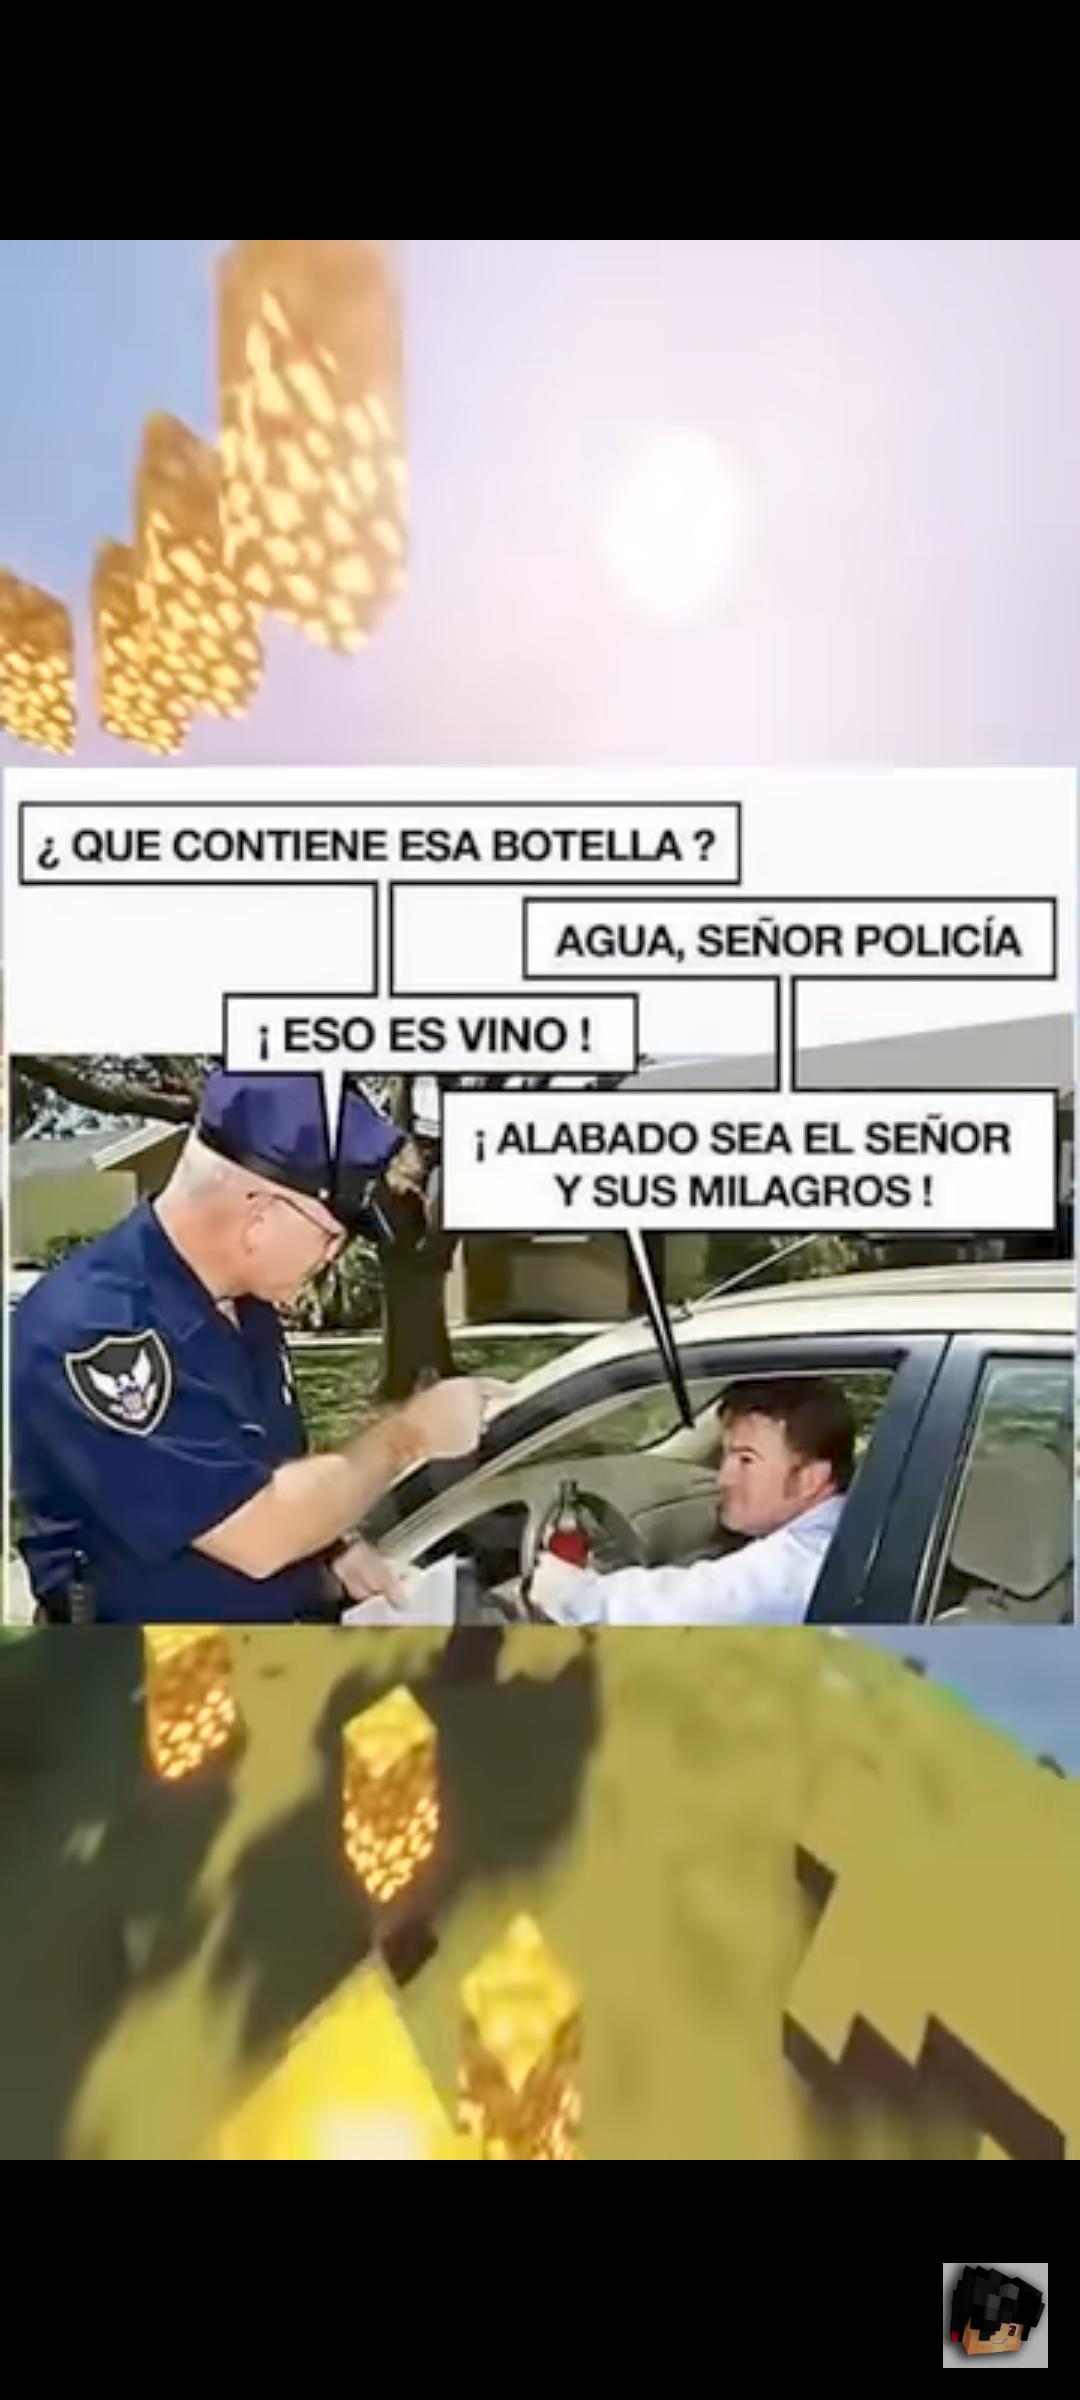 ¿ QUE CONTIENE ESA BOTELLA ?
AGUA, SEÑOR POLICÍA
¡ ESO ES VINO !
¡ ALABADO SEA EL SEÑOR
Y SUS MILAGROS !